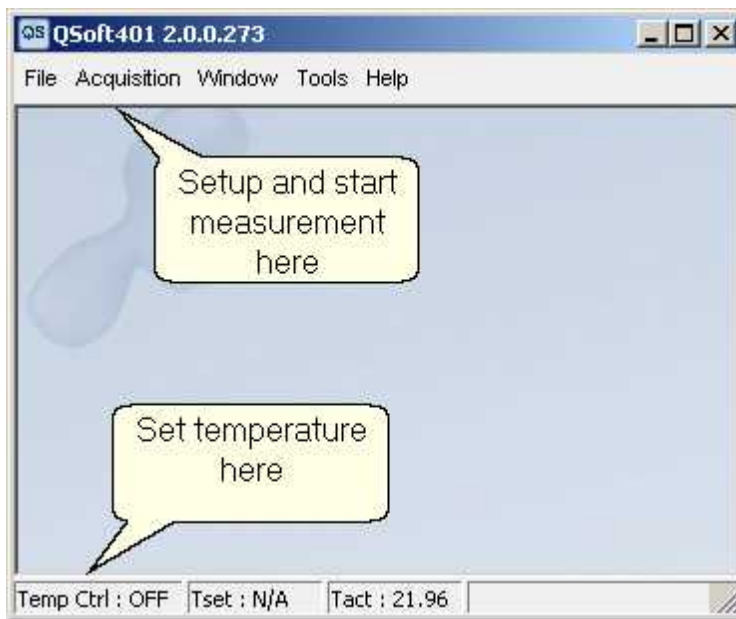 QS QSoft401 2.0.0.273
File Acquisition Window Tools Help
Setup and start
measurement
here
Set temperature
here
Temp Ctrl : OFF Tset : N/A Tact : 21.96